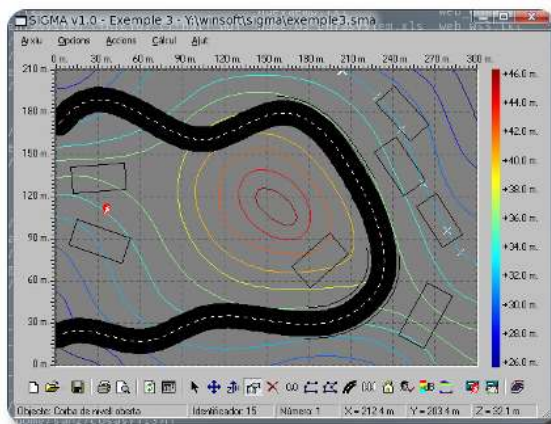 SIGMA v1.0 - Exemple 3 - Y:\winsoft\sigma\exemple3.sma
Arxiu Opcions Accions Càlcul Ajut
0 m. 30 m. 60 m. 90 m. 120 m. 150 m. 180 m. 210 m. 240 m. 270 m. 300 m.
210 m.
180 m.
150 m.
120 m.
90 m.
60 m.
30 m.
0 m.
+46.0 m.
+44.0 m.
+42.0 m.
+40.0 m.
+38.0 m.
+36.0 m.
+34.0 m.
+32.0 m.
+30.0 m.
+28.0 m.
+26.0 m.
dB
Objecte: Corba de nivell oberta Identificador: 15 Número: 1 X = 212.4 m Y = 203.4 m Z = 32.1 m